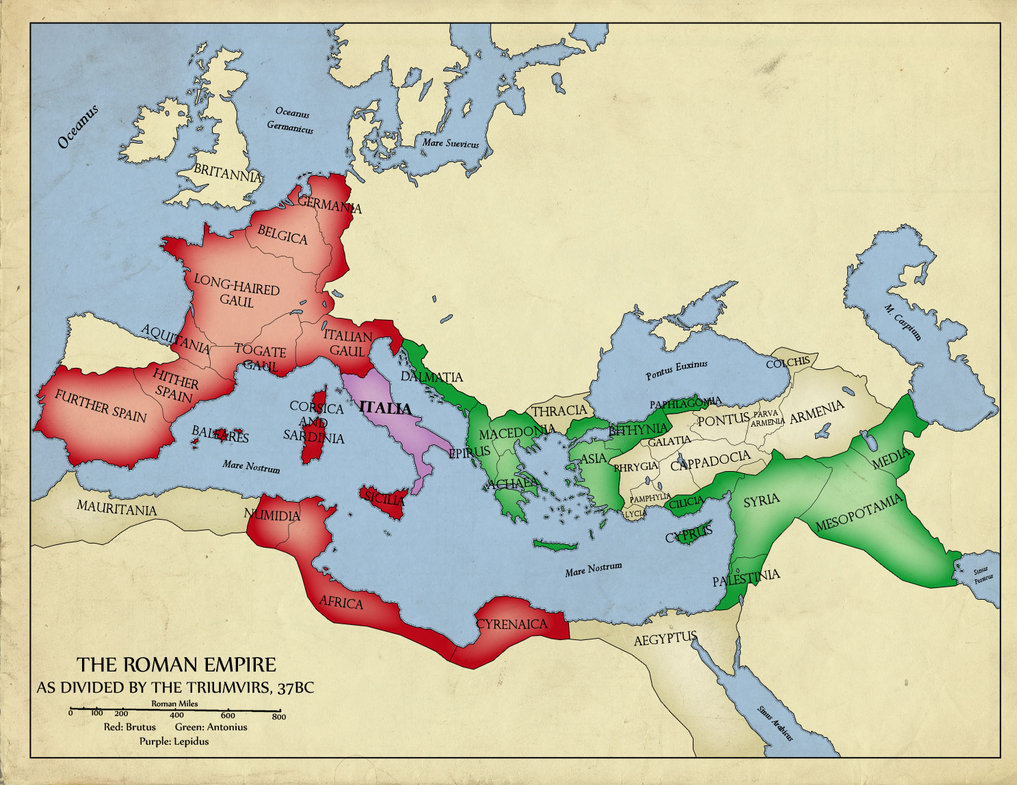 Oceanus
Oceanus
Germanicus
Mare Suevicus
BRITANNIA
GERMANIA
BELGICA
LONG-HAIRED
GAUL
AQUITANIA
TOGATE
GAUL
ITALIAN
GAUL
HITHER
SPAIN
FURTHER SPAIN
BALEARES
CORSICA
AND
SARDINIA
ITALIA
DALMATIA
Mare Nostrum
SICILIA
MAURITANIA
NUMIDIA
AFRICA
CYRENAICA
EPIRUS
MACEDONIA
ACHAEA
THRACIA
Pontus Euxinus
M. Caspium
COLCHIS
PAPHLAGOMIA
BITHYNIA
PONTUS
PARVA
ARMENIA
ARMENIA
GALATIA
ASIA
PHRYGIA
CAPPADOCIA
PAMPHYLIA
LYCIA
CILICIA
CYPRUS
SYRIA
MEDIA
MESOPOTAMIA
PALESTINIA
Mare Nostrum
AEGYPTUS
Sinus
Persicus
Sinus Arabicus
THE ROMAN EMPIRE
AS DIVIDED BY THE TRIUMVIRS, 37BC
Roman Miles
0 100 200 400 600 800
Red: Brutus Green: Antonius
Purple: Lepidus